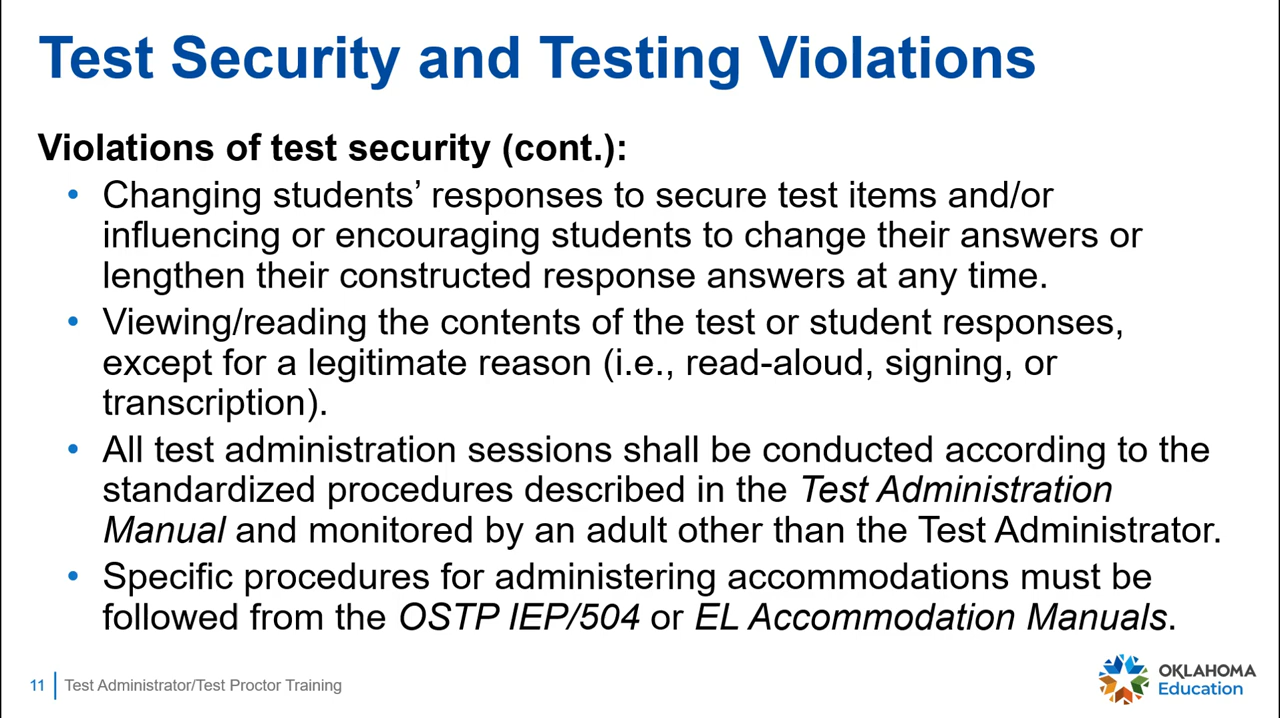 Test Security and Testing Violations
Violations of test security (cont.):
• Changing students’ responses to secure test items and/or
influencing or encouraging students to change their answers or
lengthen their constructed response answers at any time.
• Viewing/reading the contents of the test or student responses,
except for a legitimate reason (i.e., read-aloud, signing, or
transcription).
• All test administration sessions shall be conducted according to the
standardized procedures described in the Test Administration
Manual and monitored by an adult other than the Test Administrator.
• Specific procedures for administering accommodations must be
followed from the OSTP IEP/504 or EL Accommodation Manuals.
11 Test Administrator/Test Proctor Training
OKLAHOMA
Education